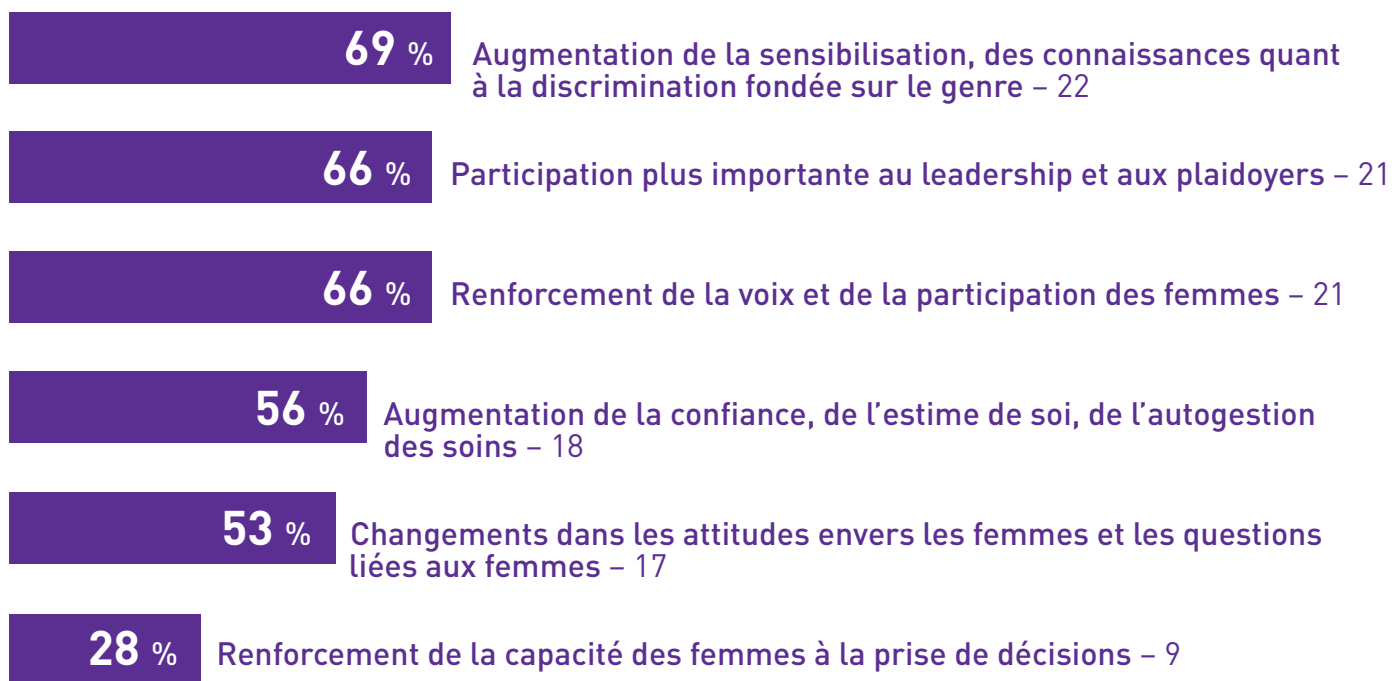 69 % Augmentation de la sensibilisation, des connaissances quant
à la discrimination fondée sur le genre – 22
66 % Participation plus importante au leadership et aux plaidoyers – 21
66 % Renforcement de la voix et de la participation des femmes – 21
56 % Augmentation de la confiance, de l’estime de soi, de l’autogestion
des soins – 18
53 % Changements dans les attitudes envers les femmes et les questions
liées aux femmes – 17
28 % Renforcement de la capacité des femmes à la prise de décisions – 9